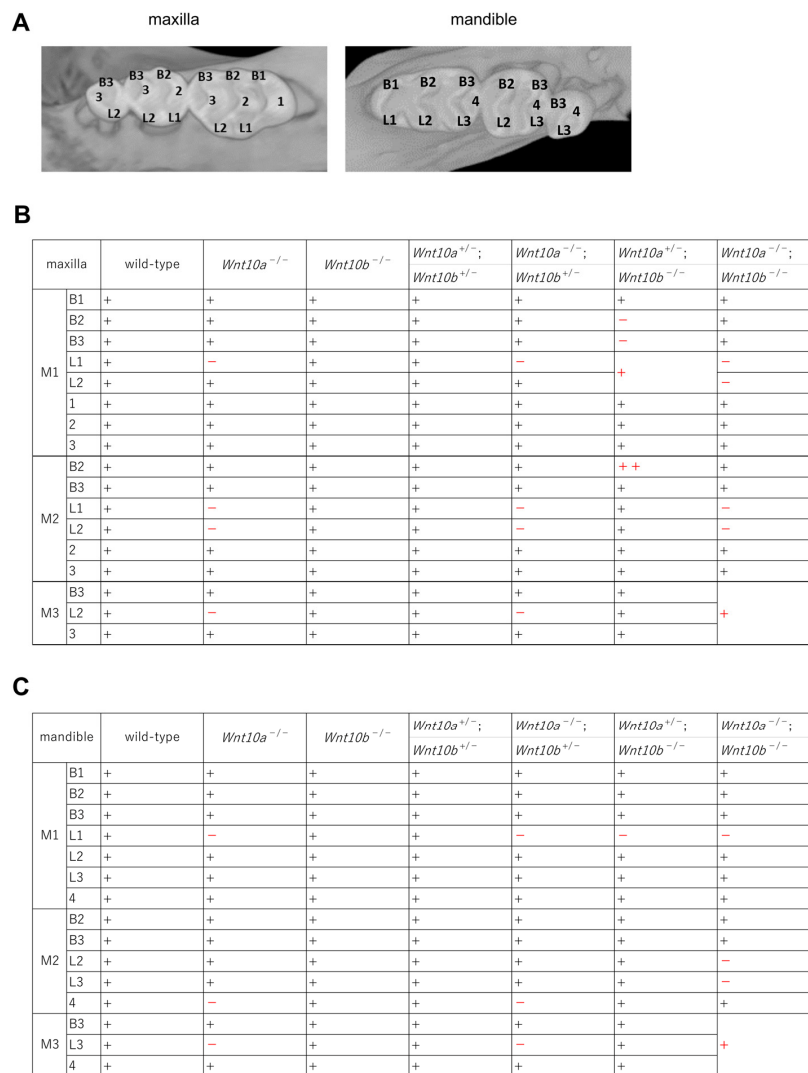 A
maxilla
mandible
B3 B3 B2 B3 B2 B1
3 3 2 3 2 1
L2 L2 L1 L2 L1
B1 B2 B3 B2 B3 B3
4 4 4
L1 L2 L3 L2 L3 L3
B
maxilla wild-type Wnt10a−/− Wnt10b−/− Wnt10a+/−; Wnt10a−/−; Wnt10a+/−; Wnt10a−/−;
Wnt10b+/− Wnt10b+/− Wnt10b−/− Wnt10b−/−
M1
B1 + + + + + + +
B2 + + + + + − +
B3 + + + + + − +
L1 + − + + − + −
L2 + + + + + −
1 + + + + + + +
2 + + + + + + +
3 + + + + + + +
M2
B2 + + + + + ++ +
B3 + + + + + + +
L1 + − + + − + −
L2 + − + + − + −
2 + + + + + + +
3 + + + + + + +
M3
B3 + + + + + +
L2 + − + + − + +
3 + + + + + +
C
mandible wild-type Wnt10a−/− Wnt10b−/− Wnt10a+/−; Wnt10a−/−; Wnt10a+/−; Wnt10a−/−;
Wnt10b+/− Wnt10b+/− Wnt10b−/− Wnt10b−/−
M1
B1 + + + + + + +
B2 + + + + + + +
B3 + + + + + + +
L1 + − + + − − −
L2 + + + + + + +
L3 + + + + + + +
4 + + + + + + +
M2
B2 + + + + + + +
B3 + + + + + + +
L2 + + + + + + −
L3 + + + + + + −
4 + − + + − + +
M3
B3 + + + + + +
L3 + − + + − + +
4 + + + + + +